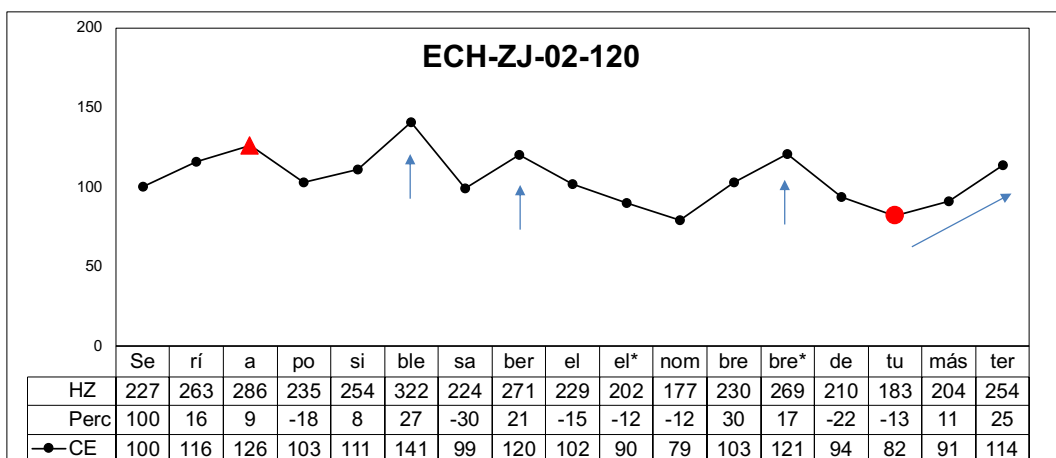 200
ECH-ZJ-02-120
150
100
50
0
Se rí a po si ble sa ber el el* nom bre bre* de tu más ter
HZ 227 263 286 235 254 322 224 271 229 202 177 230 269 210 183 204 254
Perc 100 16 9 -18 8 27 -30 21 -15 -12 -12 30 17 -22 -13 11 25
CE 100 116 126 103 111 141 99 120 102 90 79 103 121 94 82 91 114